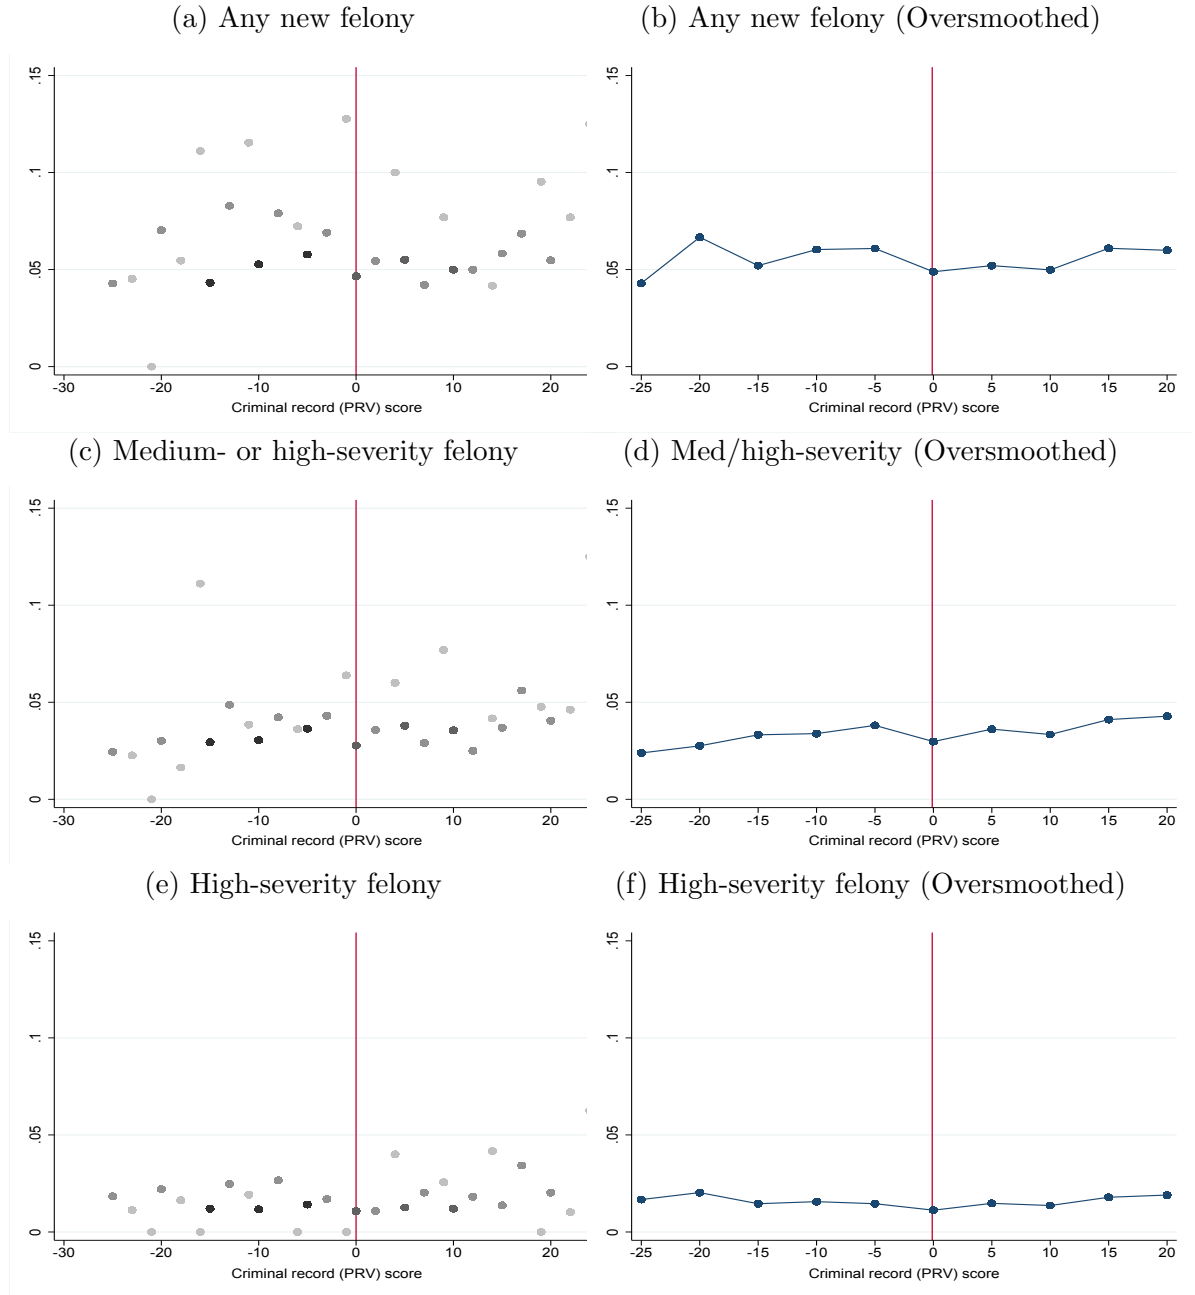 (a) Any new felony
(b) Any new felony (Oversmoothed)
.15
.1
.05
0
-30 -20 -10 0 10 20
Criminal record (PRV) score
.15
.1
.05
0
-25 -20 -15 -10 -5 0 5 10 15 20
Criminal record (PRV) score
(c) Medium- or high-severity felony
(d) Med/high-severity (Oversmoothed)
.15
.1
.05
0
-30 -20 -10 0 10 20
Criminal record (PRV) score
.15
.1
.05
0
-25 -20 -15 -10 -5 0 5 10 15 20
Criminal record (PRV) score
(e) High-severity felony
(f) High-severity felony (Oversmoothed)
.15
.1
.05
0
-30 -20 -10 0 10 20
Criminal record (PRV) score
.15
.1
.05
0
-25 -20 -15 -10 -5 0 5 10 15 20
Criminal record (PRV) score